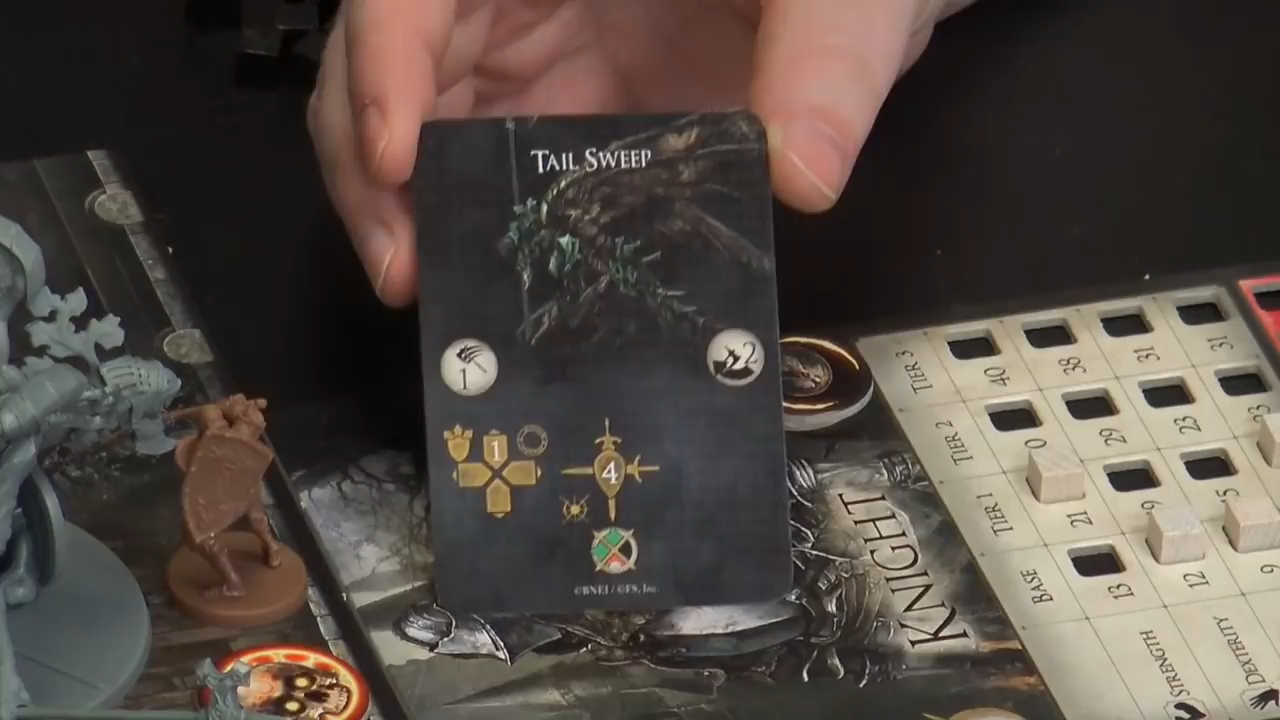 TAIL SWEEP
1
2
1
4
©BNEI / ©FS, Inc.
KNIGHT
TIER 3
40
38
31
31
TIER 2
0
29
23
23
TIER 1
21
BASE
13
12
9
STRENGTH
DEXTERITY